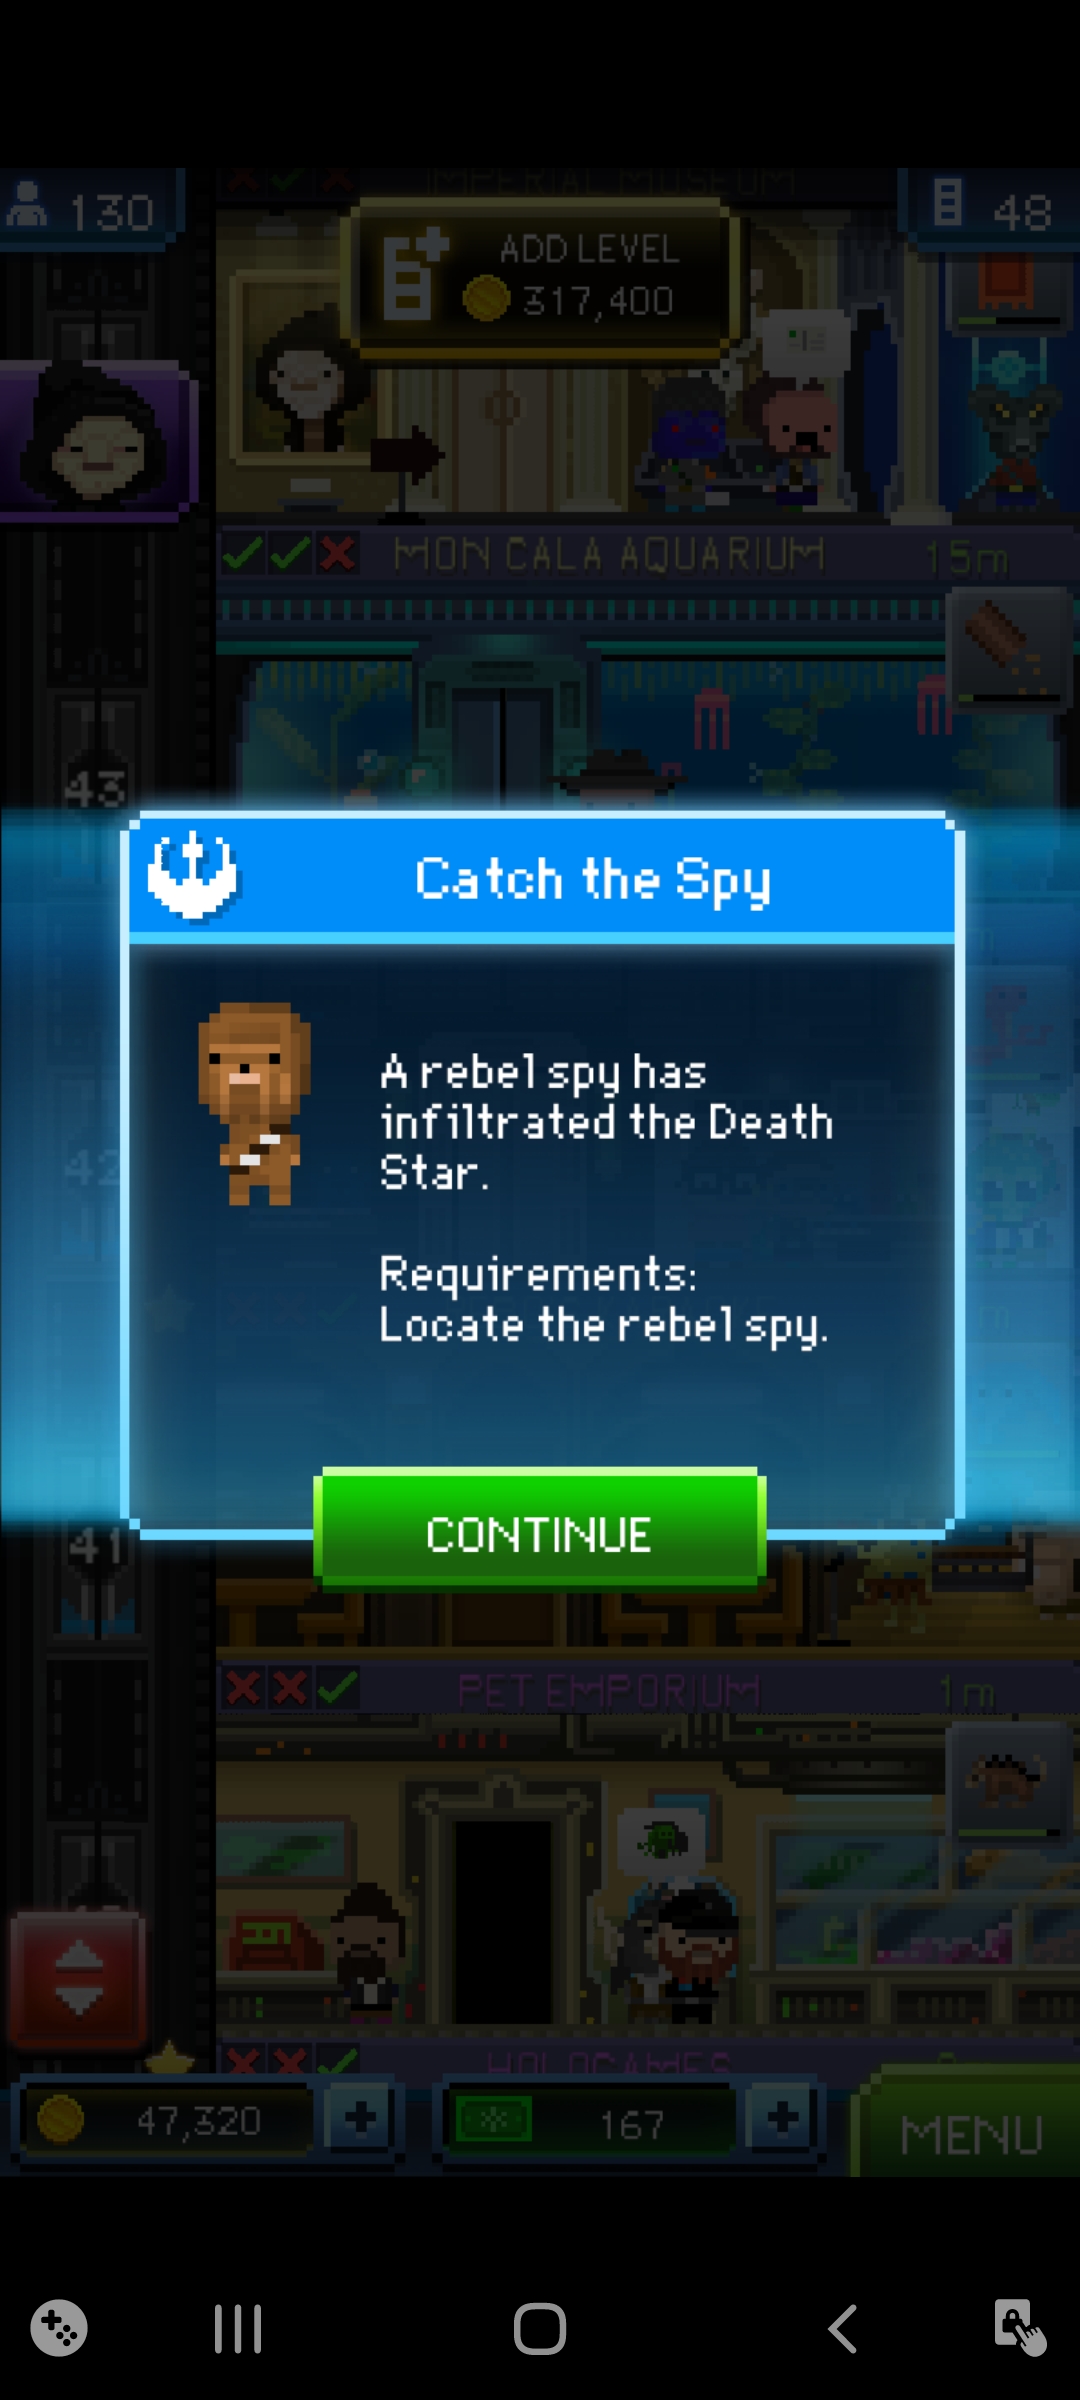 IMPERIAL MUSEUM
130
ADD LEVEL
317,400
48
MON CALA AQUARIUM
15m
43
Catch the Spy
A rebel spy has
infiltrated the Death
Star.
42
Requirements:
Locate the rebel spy.
CONTINUE
41
PET EMPORIUM
1m
HOLOGAMES
47,320
167
MENU